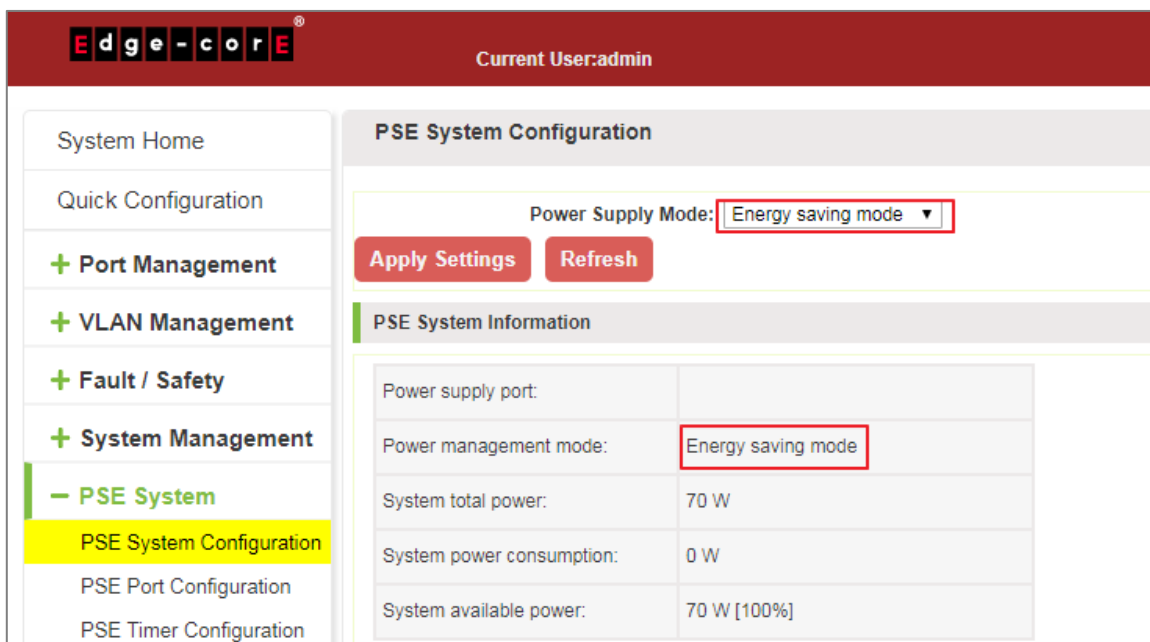 Edge-corE®
Current User:admin
System Home
Quick Configuration
+ Port Management
+ VLAN Management
+ Fault / Safety
+ System Management
− PSE System
PSE System Configuration
PSE Port Configuration
PSE Timer Configuration
PSE System Configuration
Power Supply Mode: Energy saving mode ▼
Apply Settings Refresh
PSE System Information
Power supply port:
Power management mode: Energy saving mode
System total power: 70 W
System power consumption: 0 W
System available power: 70 W [100%]